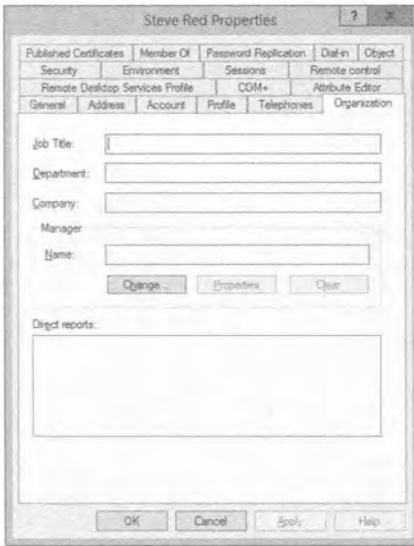 Steve Red Properties
?
x
Published Certificates Member Of Password Replication Dial-in Object
Security Environment Sessions Remote control
Remote Desktop Services Profile COM+ Attribute Editor
General Address Account Profile Telephones Organization
Job Title:
Department:
Company:
Manager
Name:
Change... Properties Clear
Direct reports:
OK Cancel Apply Help